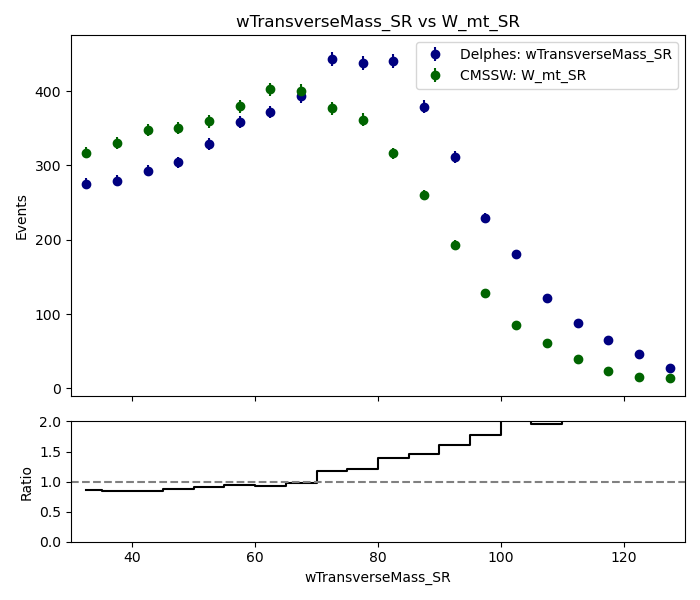 wTransverseMass_SR vs W_mt_SR
Delphes: wTransverseMass_SR
CMSSW: W_mt_SR
Events
400
300
200
100
0
Ratio
2.0
1.5
1.0
0.5
0.0
40 60 80 100 120
wTransverseMass_SR